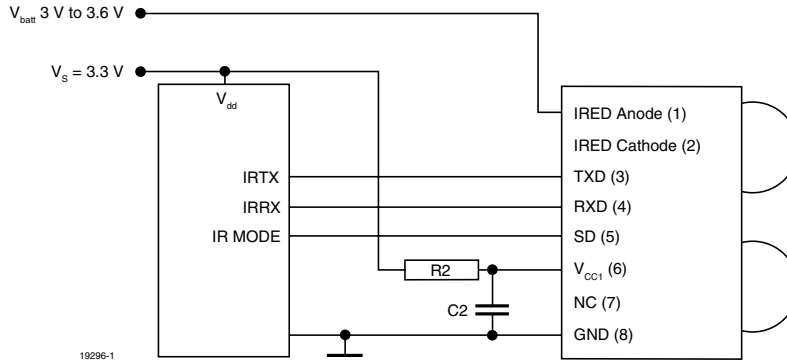 V_batt 3 V to 3.6 V
V_S = 3.3 V
V_dd
IRED Anode (1)
IRED Cathode (2)
IRTX
TXD (3)
IRRX
RXD (4)
IR MODE
SD (5)
R2
V_CC1 (6)
C2
NC (7)
GND (8)
19296-1